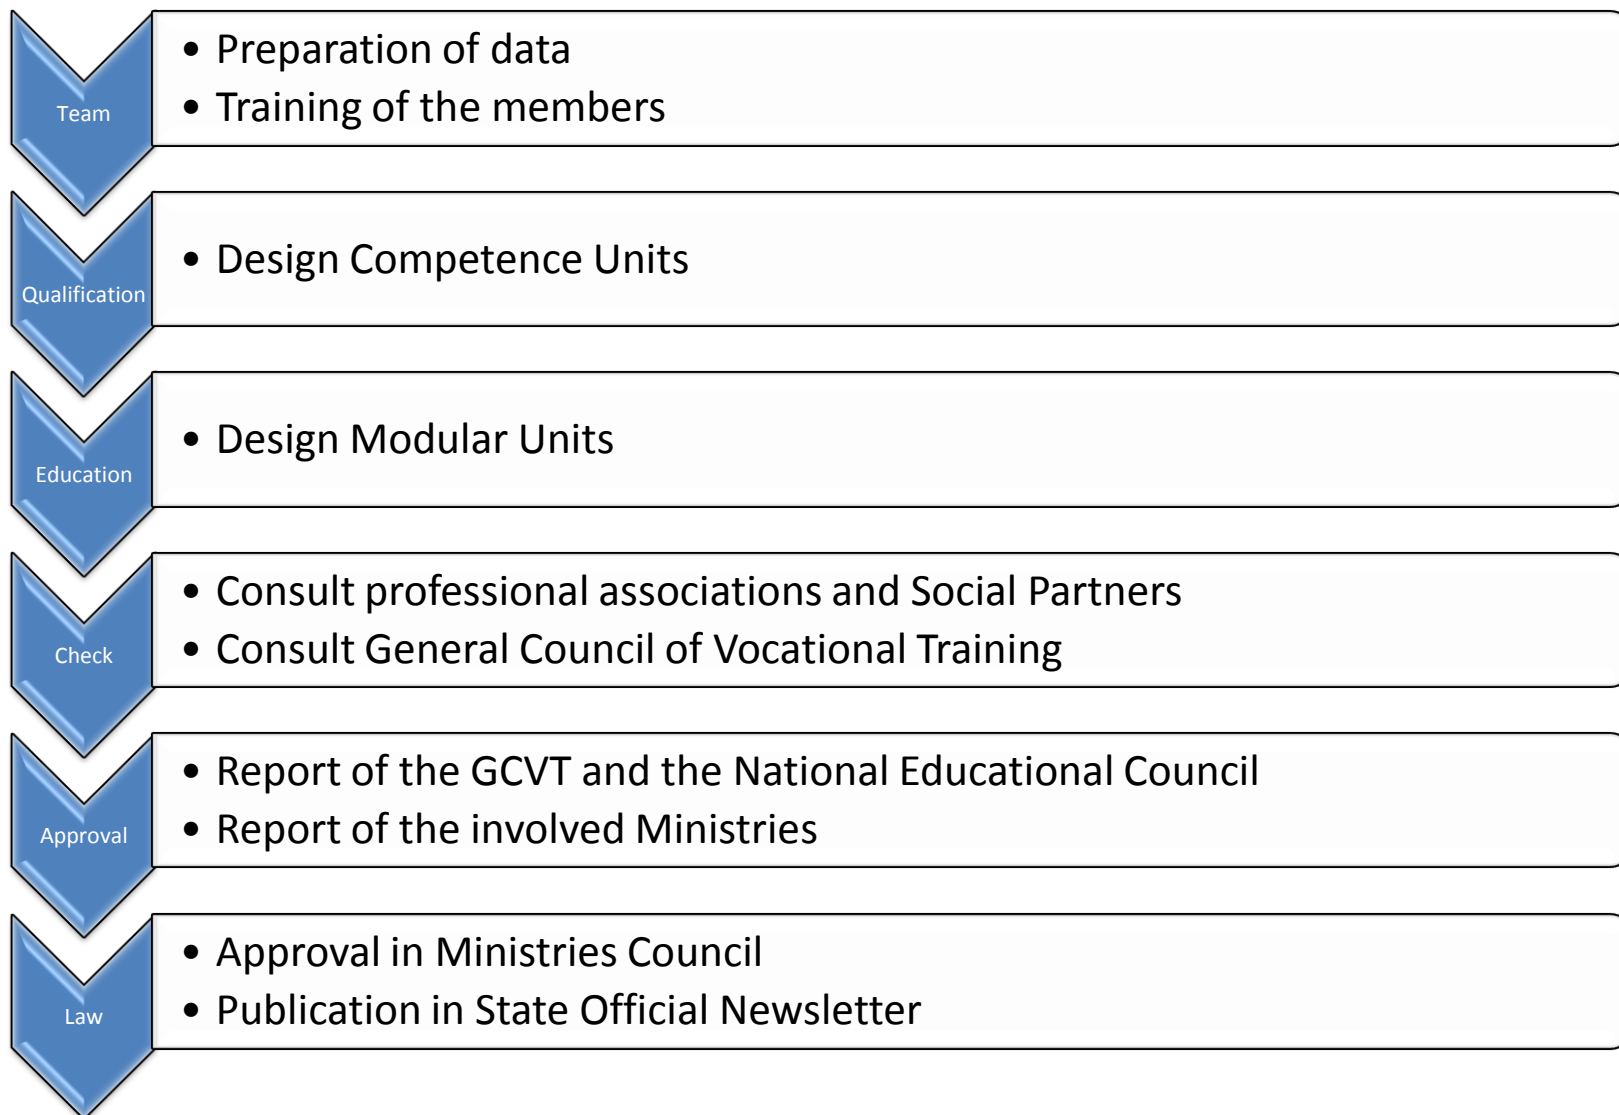 Team
• Preparation of data
• Training of the members
Qualification
• Design Competence Units
Education
• Design Modular Units
Check
• Consult professional associations and Social Partners
• Consult General Council of Vocational Training
Approval
• Report of the GCVT and the National Educational Council
• Report of the involved Ministries
Law
• Approval in Ministries Council
• Publication in State Official Newsletter